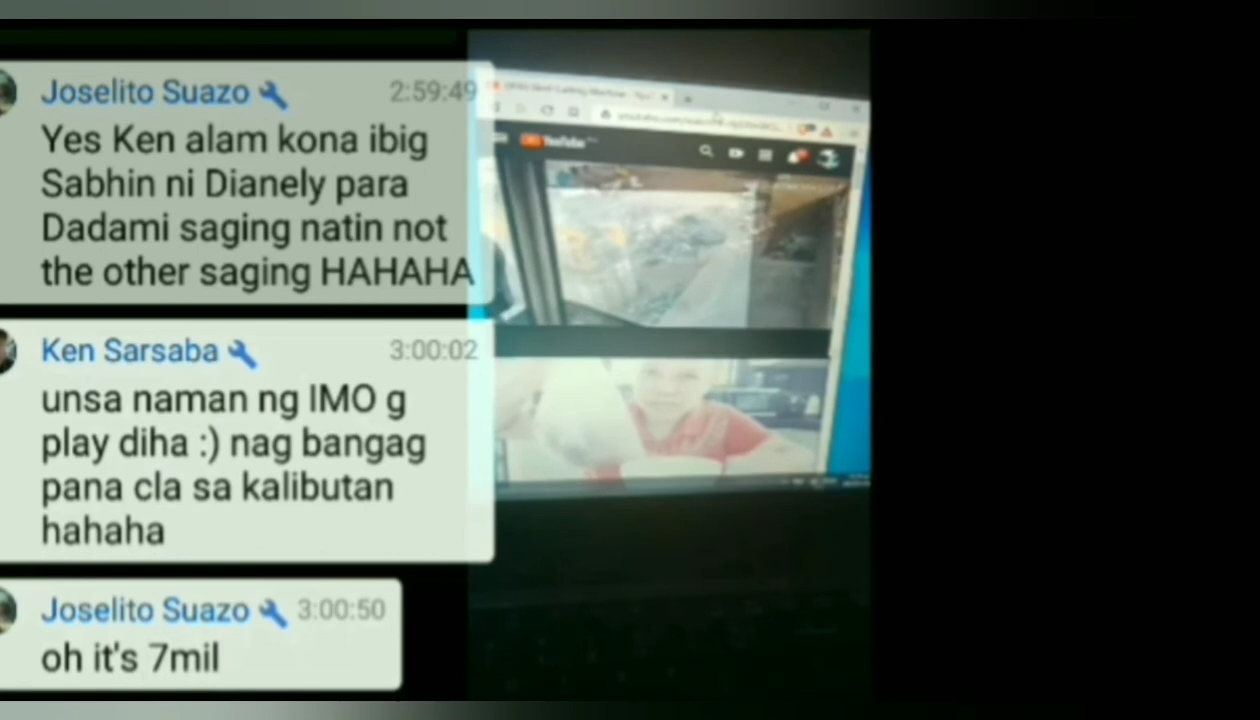 Joselito Suazo 2:59:49
Yes Ken alam kona ibig
Sabhin ni Dianely para
Dadami saging natin not
the other saging HAHAHA
Ken Sarsaba 3:00:02
unsa naman ng IMO g
play diha :) nag bangag
pana cla sa kalibutan
hahaha
Joselito Suazo 3:00:50
oh it's 7mil
YouTube